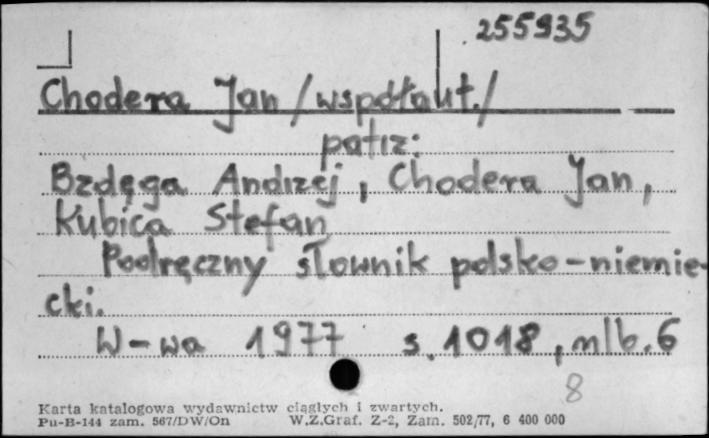 255935
Chodera Jan /współaut./
patrz:
Bzdęga Andrzej, Chodera Jan,
Kubica Stefan
Podręczny słownik polsko-niemie-
cki.
W-wa 1977 s. 1018, nlb. 6
8
Karta katalogowa wydawnictw ciągłych i zwartych.
Pu-B-144 zam. 567/DW/On W.Z.Graf. Z-2, Zam. 502/77, 6 400 000